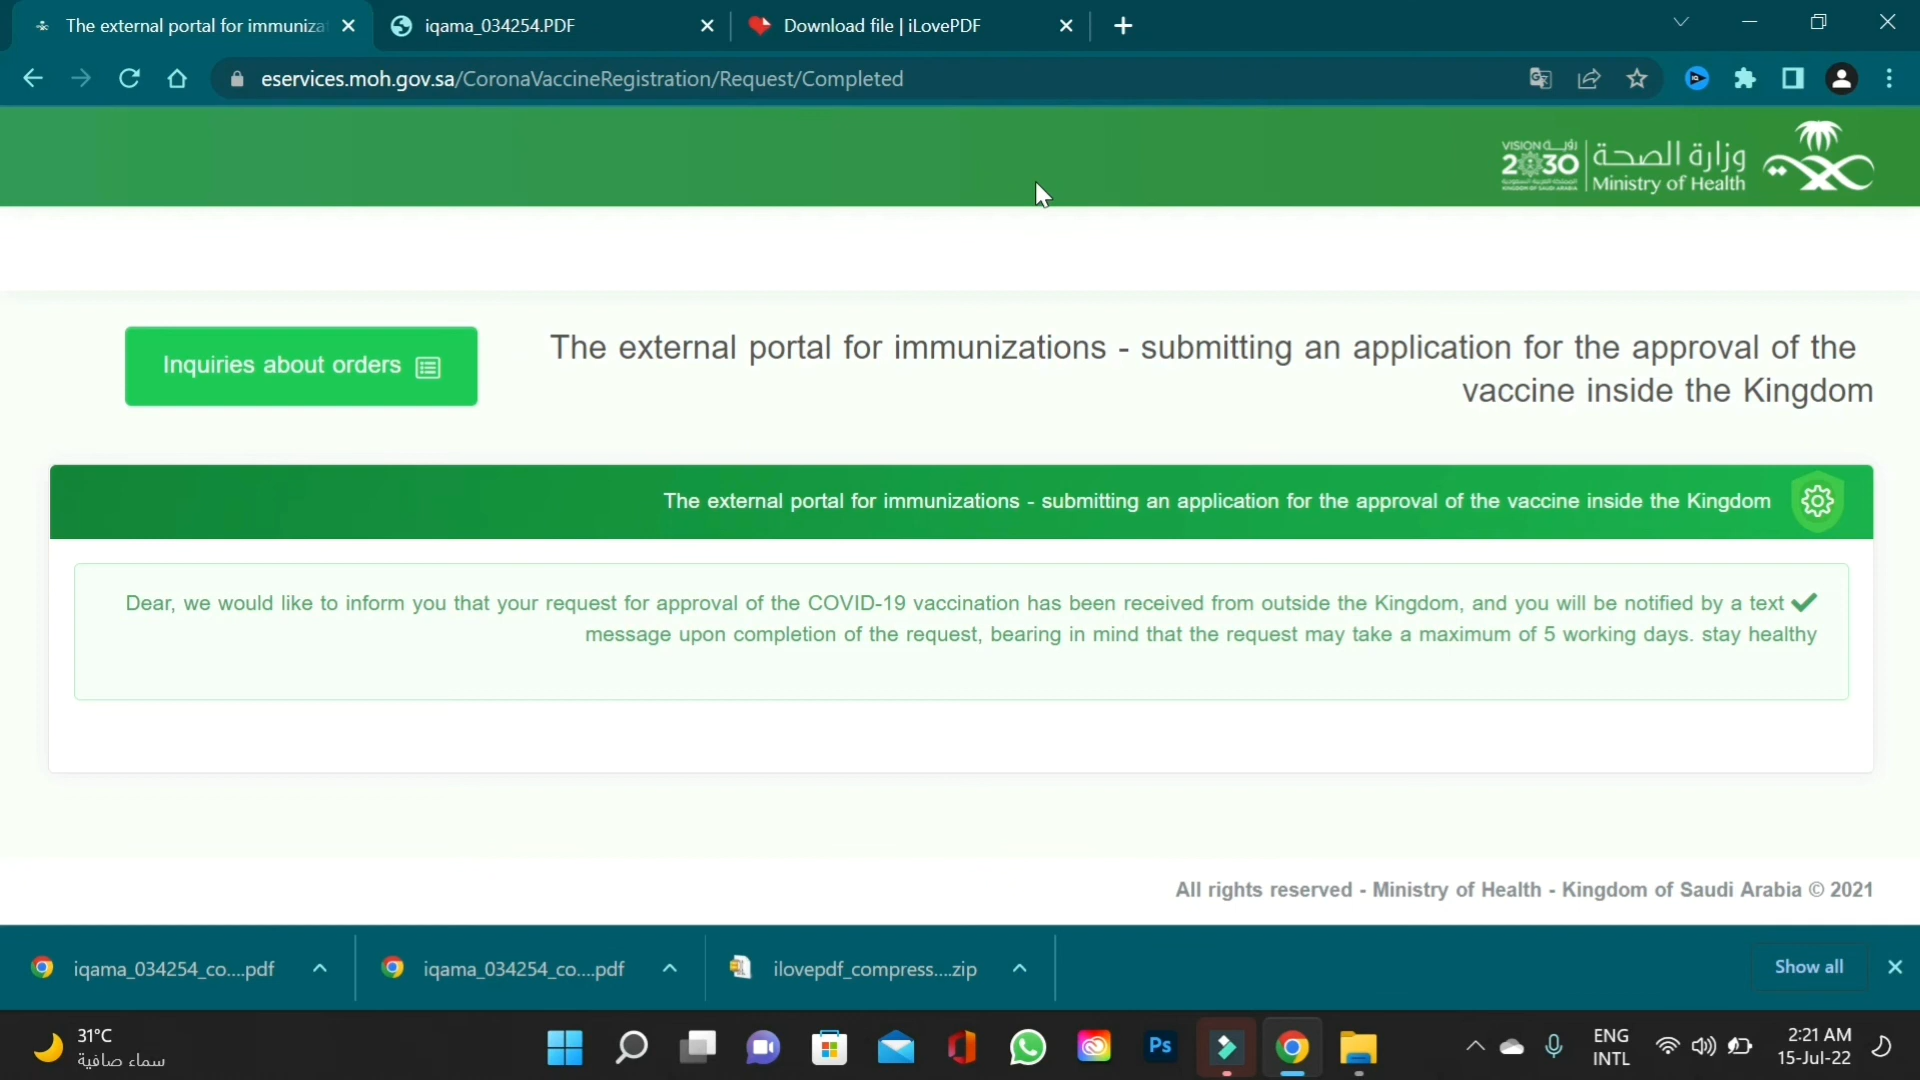 The external portal for immuniza
iqama_034254.PDF
Download file | iLovePDF
eservices.moh.gov.sa/CoronaVaccineRegistration/Request/Completed
VISION رؤية
2030
وزارة الصحة
Ministry of Health
Inquiries about orders
The external portal for immunizations - submitting an application for the approval of the
vaccine inside the Kingdom
The external portal for immunizations - submitting an application for the approval of the vaccine inside the Kingdom
Dear, we would like to inform you that your request for approval of the COVID-19 vaccination has been received from outside the Kingdom, and you will be notified by a text
message upon completion of the request, bearing in mind that the request may take a maximum of 5 working days. stay healthy
All rights reserved - Ministry of Health - Kingdom of Saudi Arabia © 2021
iqama_034254_co....pdf
iqama_034254_co....pdf
ilovepdf_compress....zip
Show all
31°C
سماء صافية
Ps
ENG
INTL
2:21 AM
15-Jul-22